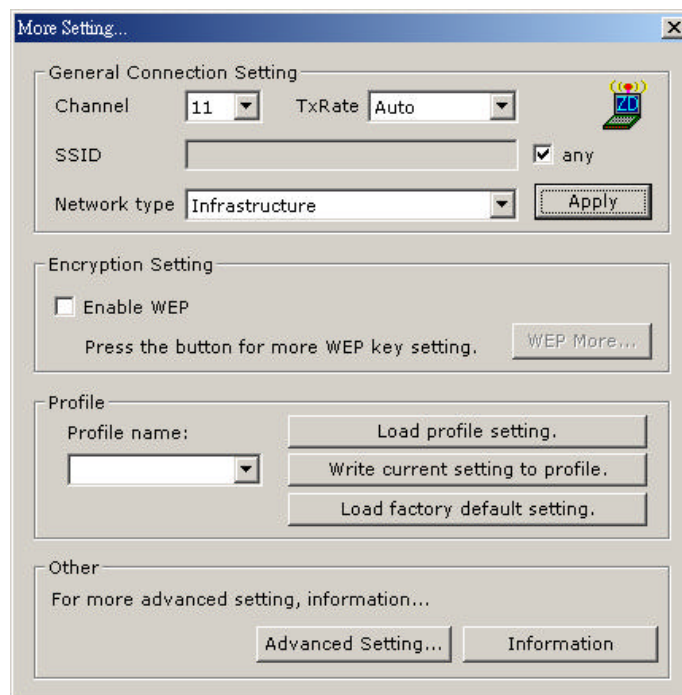 More Setting...
General Connection Setting
Channel 11 TxRate Auto
ZD
SSID any
Network type Infrastructure Apply
Encryption Setting
Enable WEP
Press the button for more WEP key setting. WEP More...
Profile
Profile name: Load profile setting.
Write current setting to profile.
Load factory default setting.
Other
For more advanced setting, information...
Advanced Setting... Information